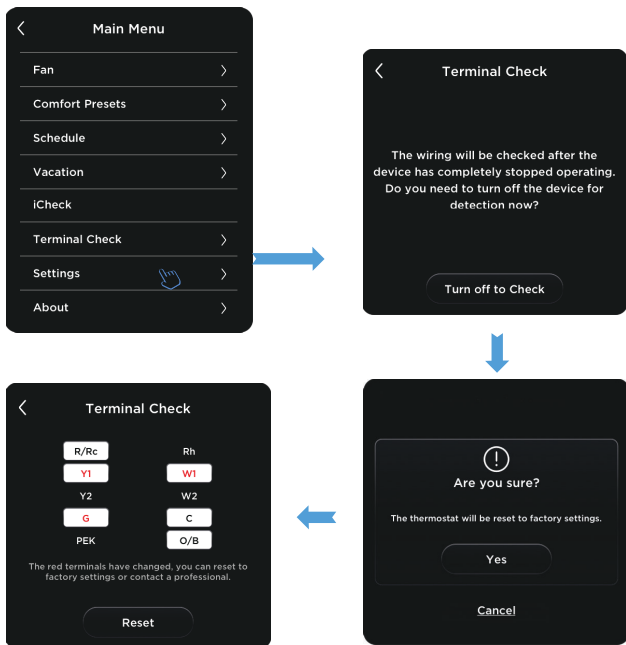 Main Menu
Fan
Comfort Presets
Schedule
Vacation
iCheck
Terminal Check
Settings
About
Terminal Check
The wiring will be checked after the
device has completely stopped operating.
Do you need to turn off the device for
detection now?
Turn off to Check
Are you sure?
The thermostat will be reset to factory settings.
Yes
Cancel
Terminal Check
R/Rc Rh
Y1 W1
Y2 W2
G C
PEK O/B
The red terminals have changed, you can reset to
factory settings or contact a professional.
Reset